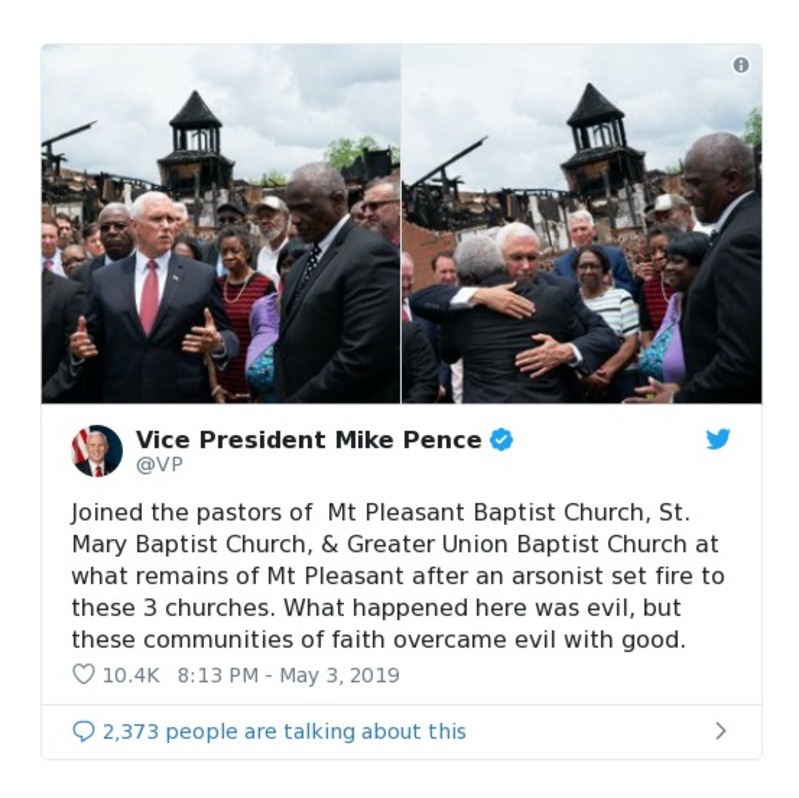 Vice President Mike Pence
@VP
Joined the pastors of  Mt Pleasant Baptist Church, St.
Mary Baptist Church, & Greater Union Baptist Church at
what remains of Mt Pleasant after an arsonist set fire to
these 3 churches. What happened here was evil, but
these communities of faith overcame evil with good.
10.4K 8:13 PM - May 3, 2019
2,373 people are talking about this